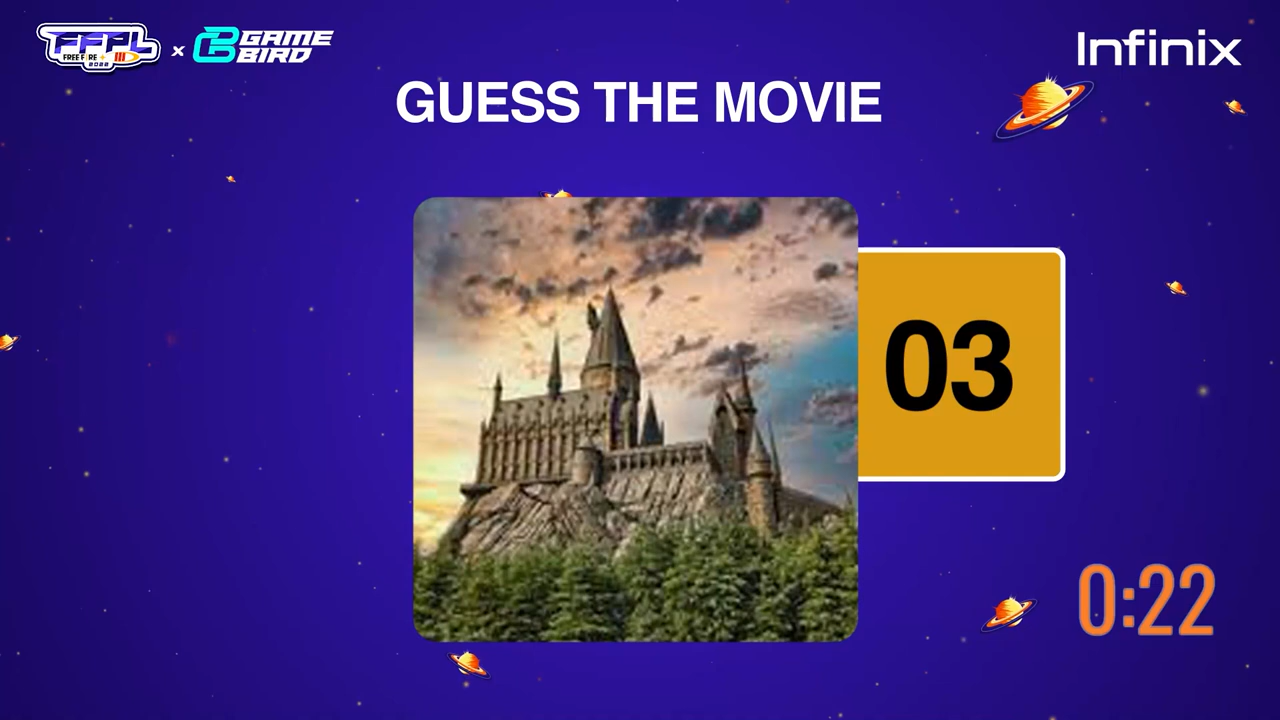 FFPL
FREE FIRE
2022
x
GAME
BIRD
Infinix
GUESS THE MOVIE
03
0:22